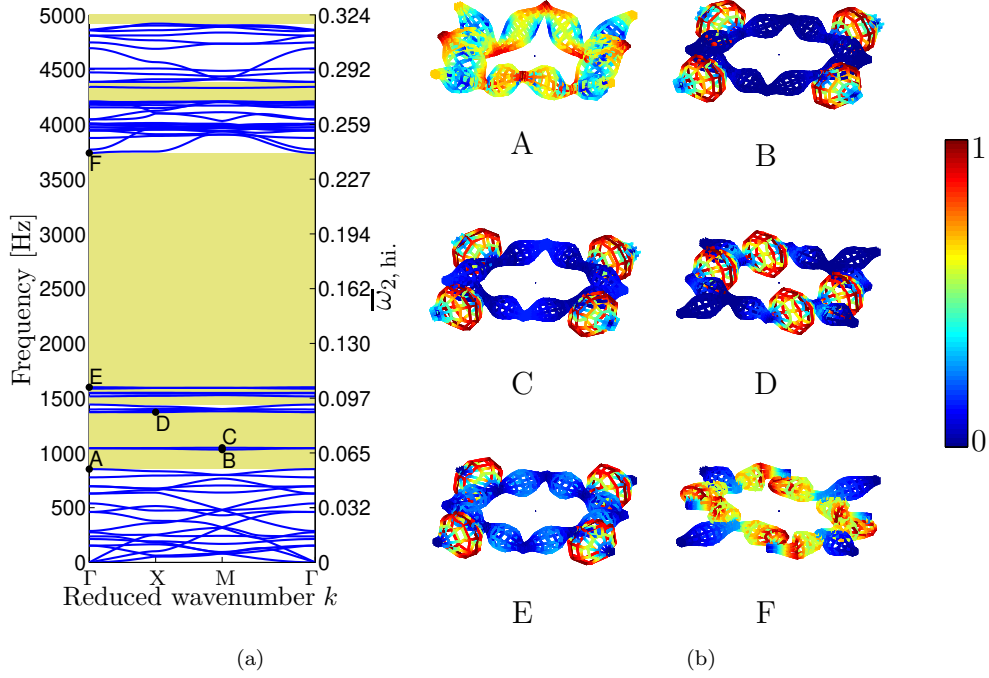 5000
4500
4000
3500
3000
2500
2000
1500
1000
500
0
Frequency [Hz]
0.324
0.292
0.259
0.227
0.194
0.162
0.130
0.097
0.065
0.032
0
ω̅2, hi.
F
E
D
C
A
B
Γ X M Γ
Reduced wavenumber k
(a)
A B
C D
E F
1
0
(b)